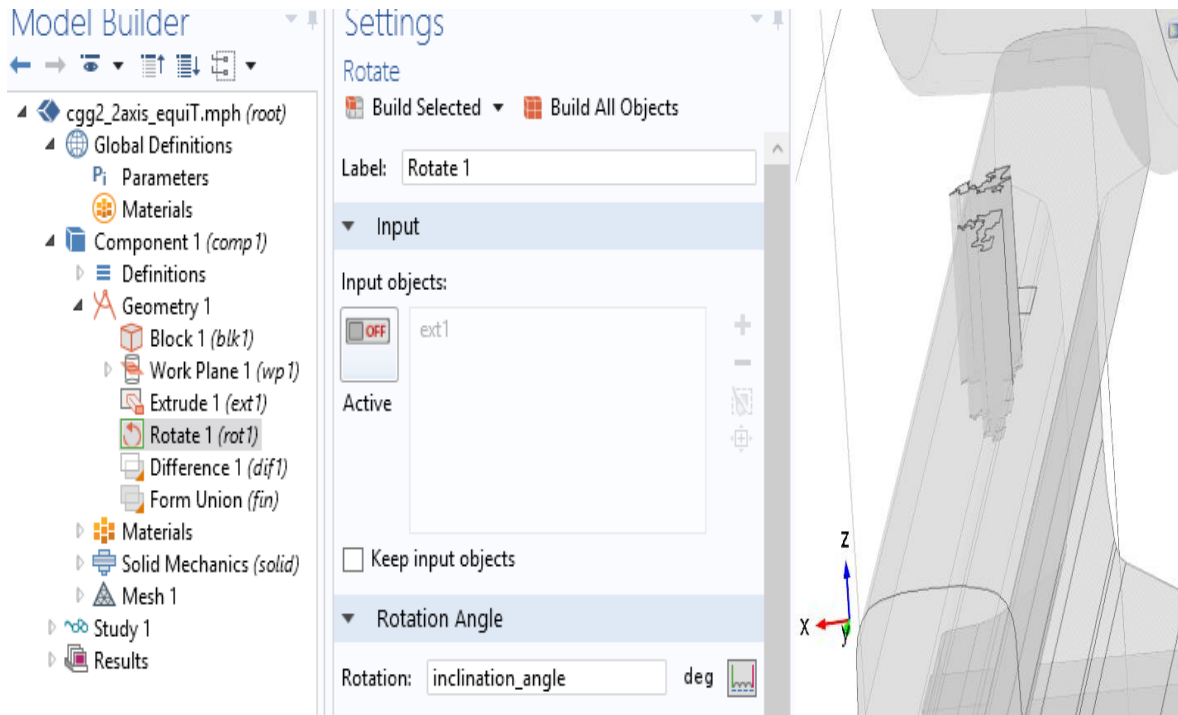 Model Builder
cgg2_2axis_equiT.mph (root)
Global Definitions
Pi Parameters
Materials
Component 1 (comp1)
Definitions
Geometry 1
Block 1 (blk1)
Work Plane 1 (wp1)
Extrude 1 (ext1)
Rotate 1 (rot1)
Difference 1 (dif1)
Form Union (fin)
Materials
Solid Mechanics (solid)
Mesh 1
Study 1
Results
Settings
Rotate
Build Selected Build All Objects
Label: Rotate 1
Input
Input objects:
OFF ext1
Active
Keep input objects
Rotation Angle
Rotation: inclination_angle deg
z
x
y